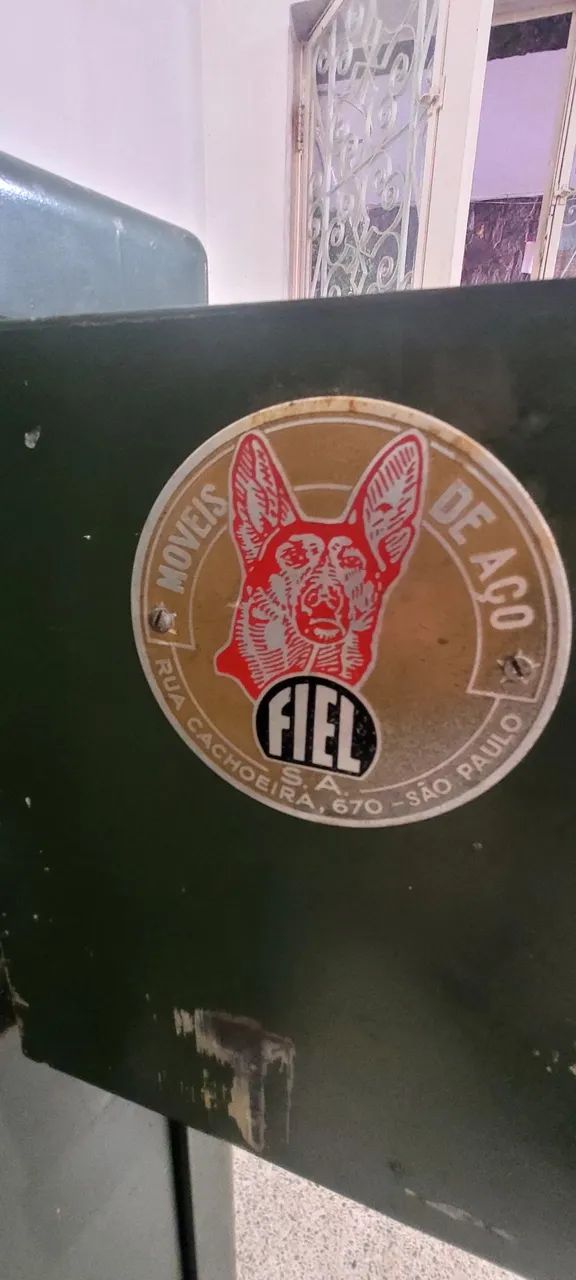 MOVEIS DE AÇO
FIEL
S.A.
RUA CACHOEIRA, 670 - SÃO PAULO